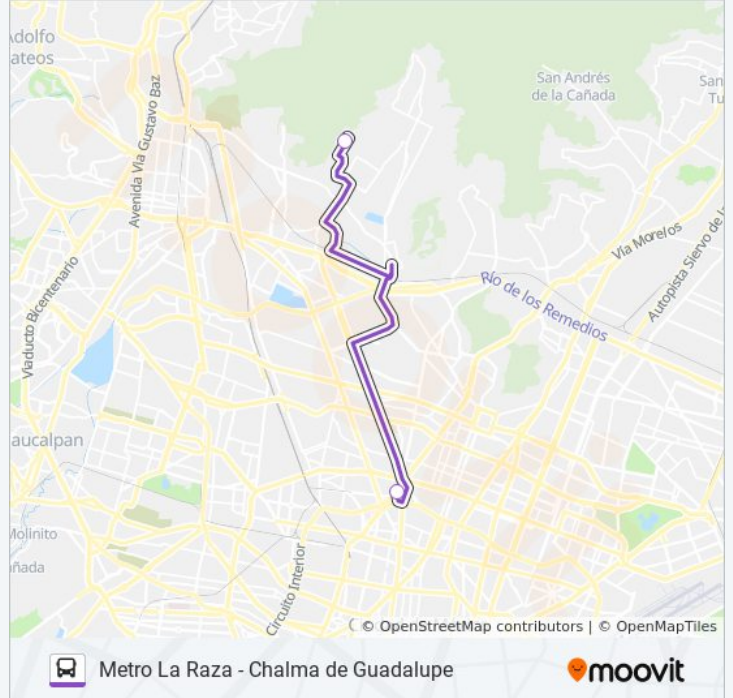 Adolfo
ateos
San Andrés
de la Cañada
San
Tu
Avenida Vía Gustavo Baz
Vía Morelos
Autopista Siervo de l
Río de los Remedios
Viaducto Bicentenario
aucalpan
Molinito
ñada
Circuito Interior
© OpenStreetMap contributors | © OpenMapTiles
Metro La Raza - Chalma de Guadalupe
moovit